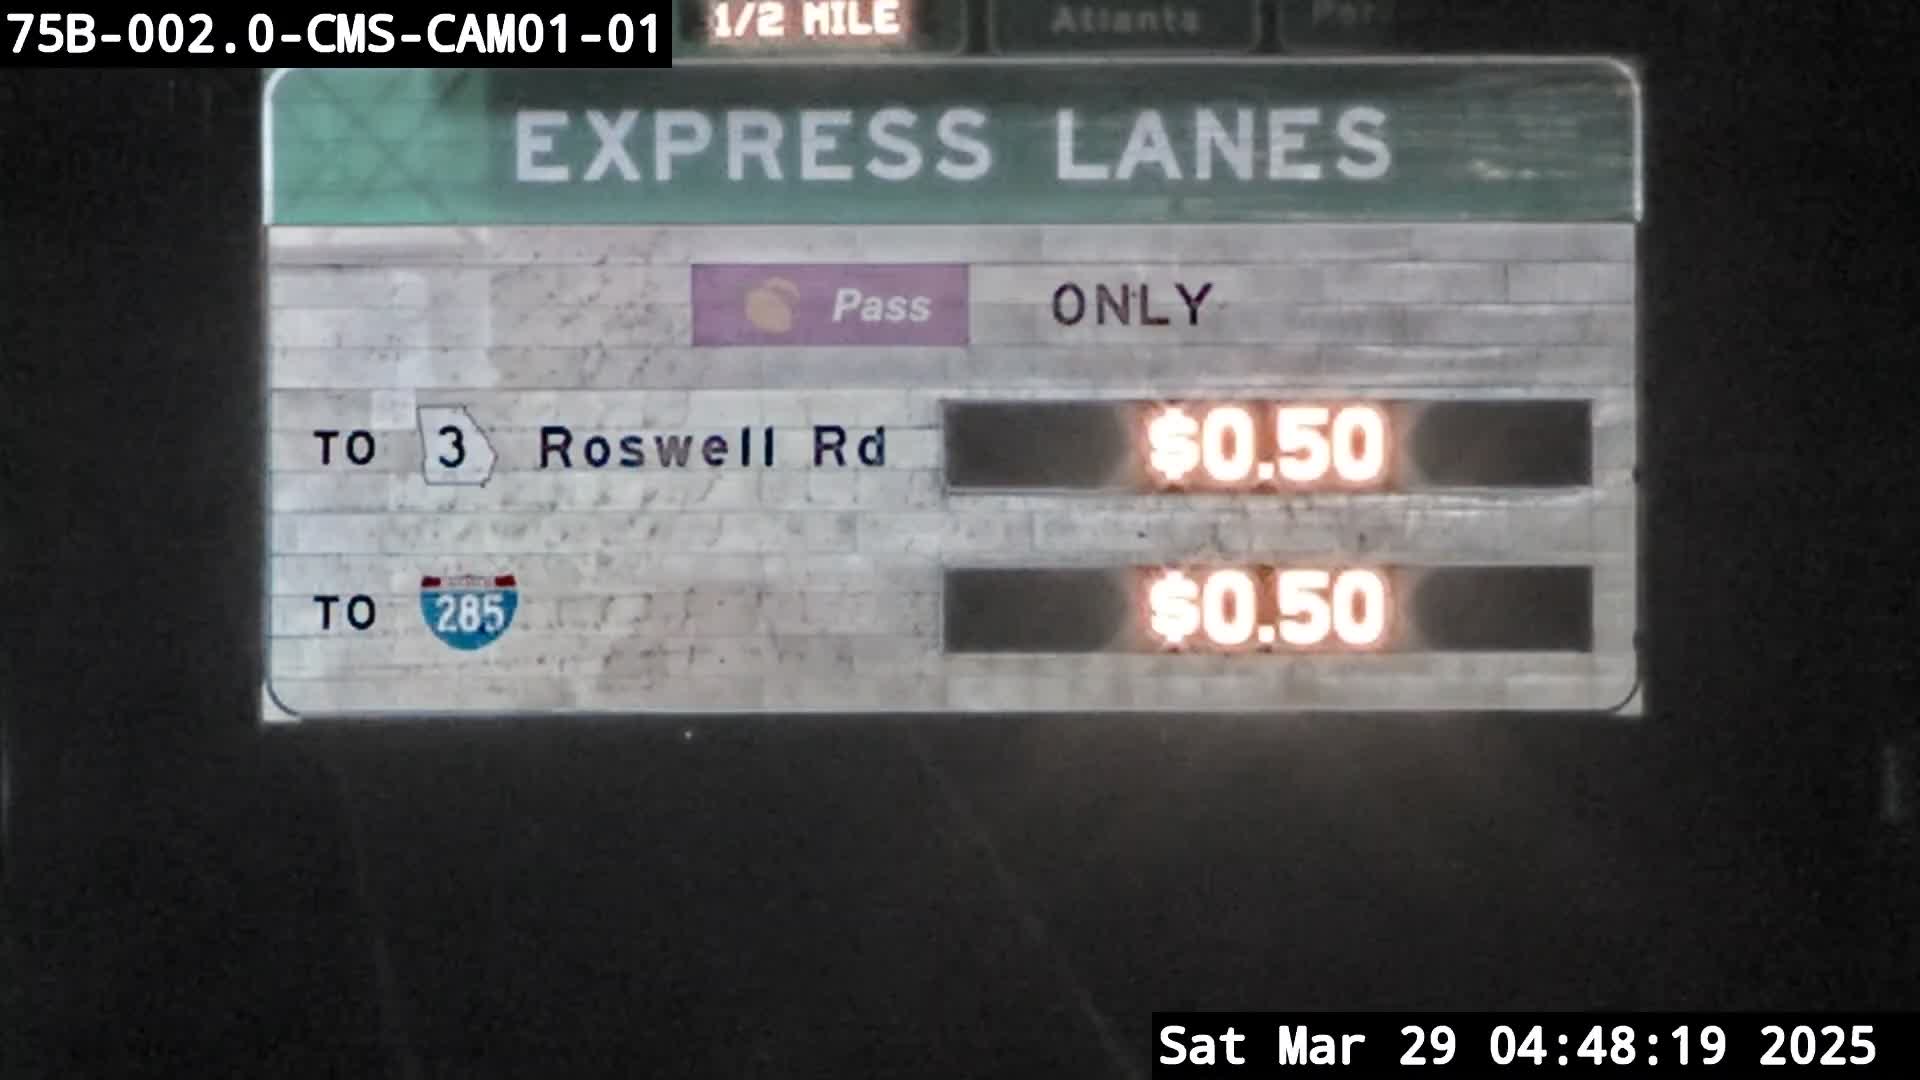 75B-002.0-CMS-CAM01-01
1/2 MILE
Atlanta
EXPRESS LANES
Pass ONLY
TO 3 Roswell Rd $0.50
TO 285 $0.50
Sat Mar 29 04:48:19 2025